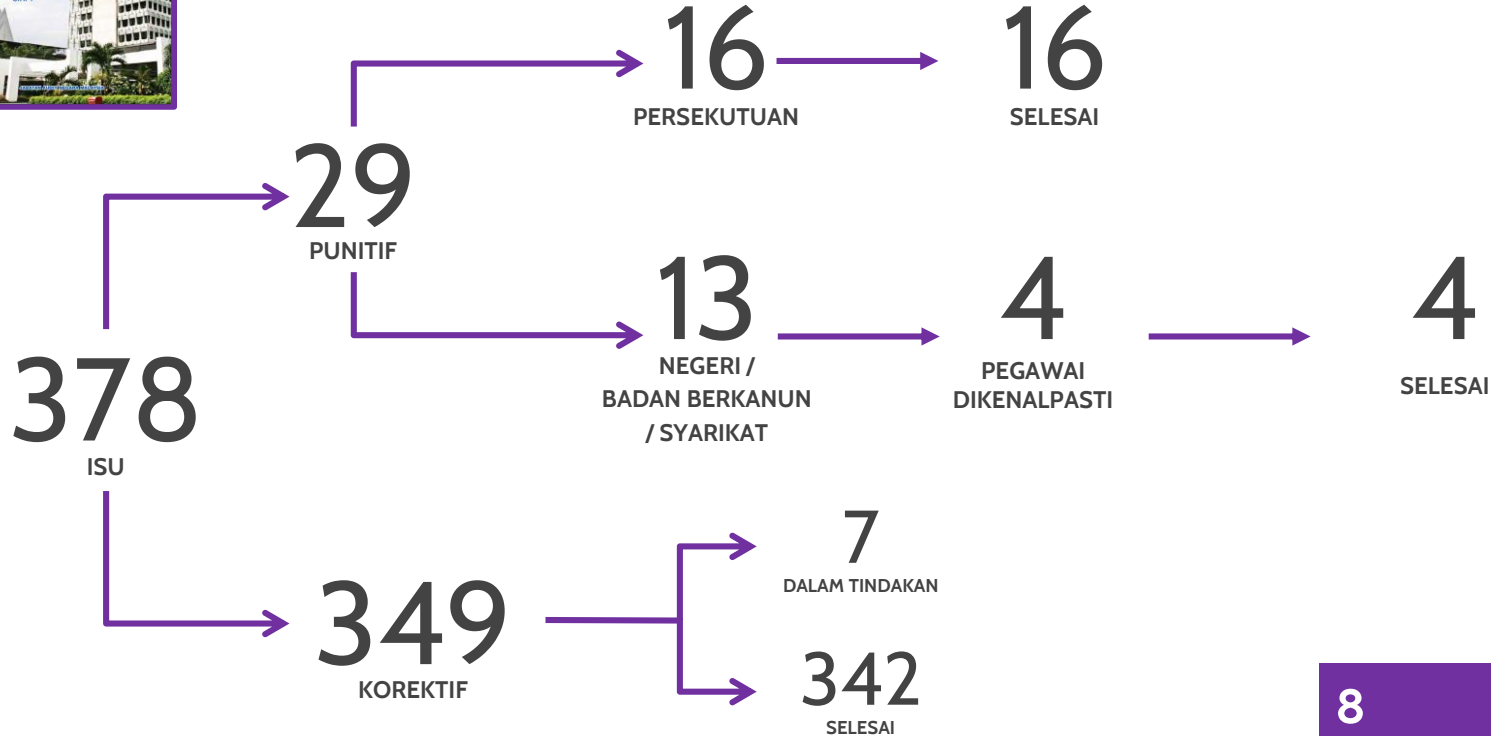 16
PERSEKUTUAN
16
SELESAI
29
PUNITIF
13
NEGERI /
BADAN BERKANUN
/ SYARIKAT
4
PEGAWAI
DIKENALPASTI
4
SELESAI
378
ISU
7
DALAM TINDAKAN
349
KOREKTIF
342
SELESAI
8